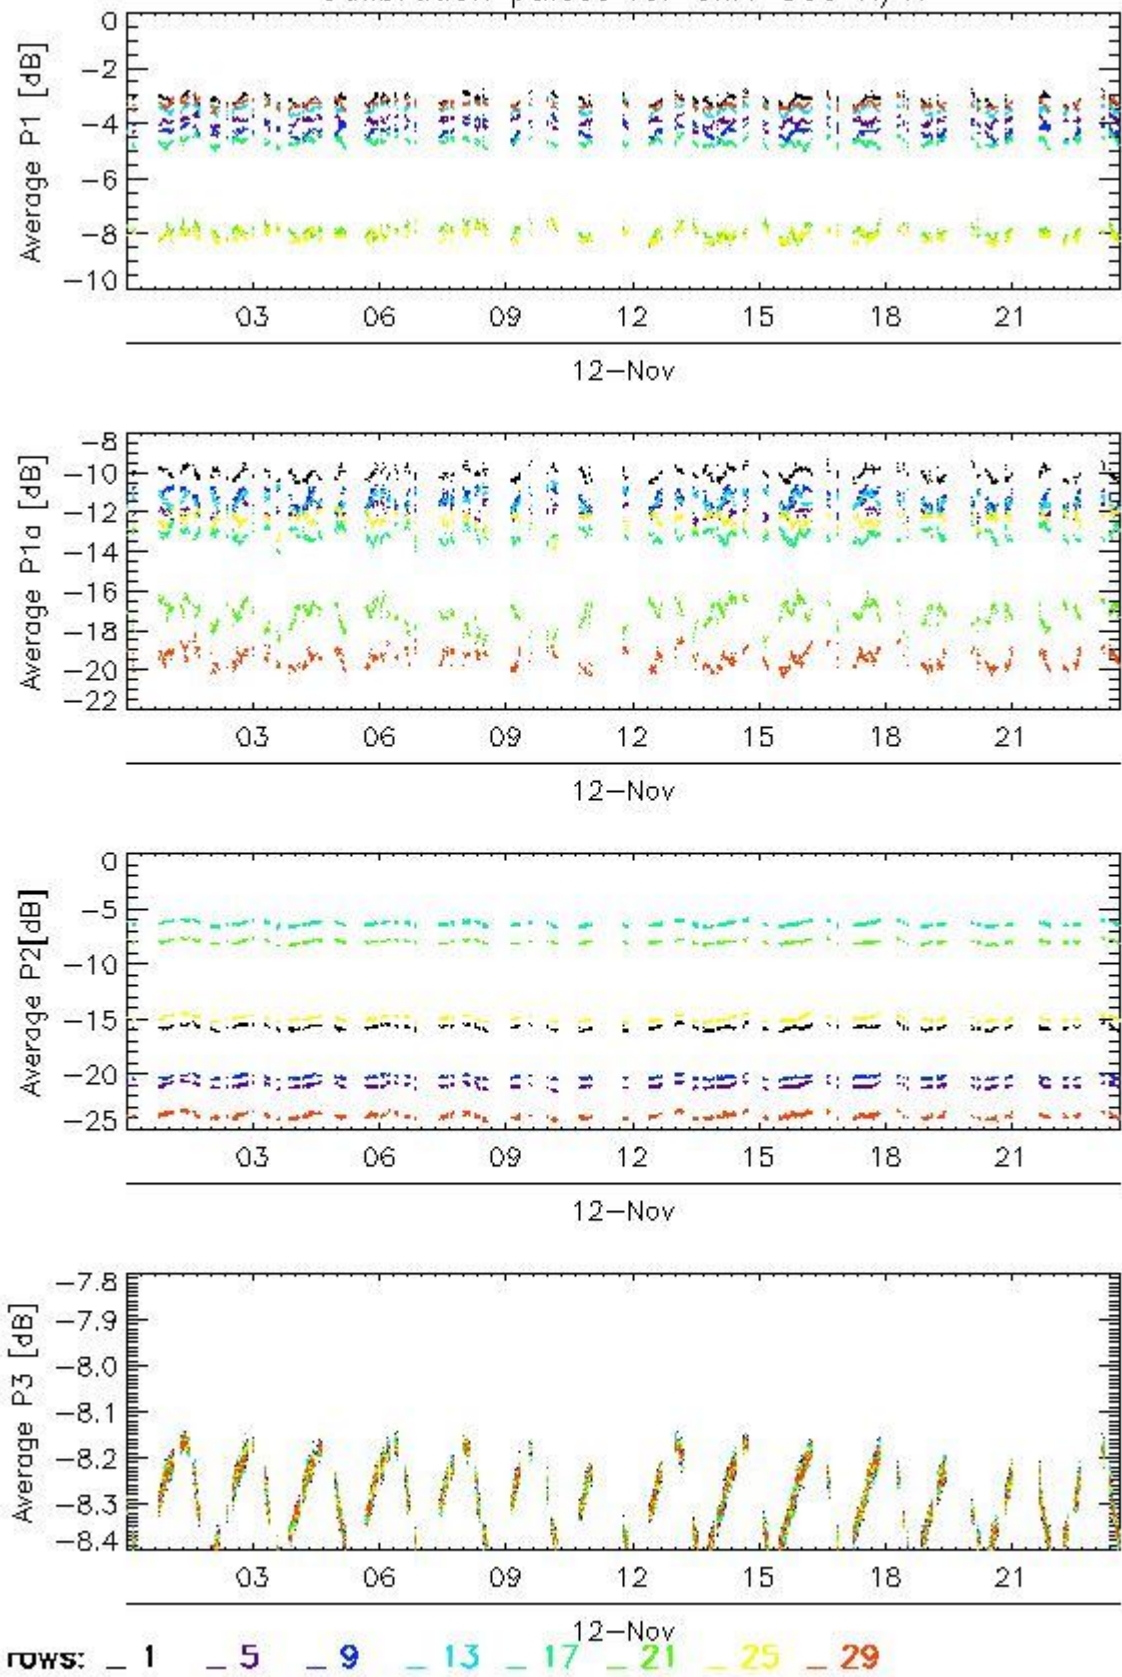 0
−2
−4
−6
−8
−10
Average P1 [dB]
03 06 09 12 15 18 21
12−Nov
−8
−10
−12
−14
−16
−18
−20
−22
Average P1a [dB]
03 06 09 12 15 18 21
12−Nov
0
−5
−10
−15
−20
−25
Average P2[dB]
03 06 09 12 15 18 21
12−Nov
−7.8
−7.9
−8.0
−8.1
−8.2
−8.3
−8.4
Average P3 [dB]
03 06 09 12 15 18 21
12−Nov
rows: _ 1 _ 5 _ 9 _ 13 _ 17 _ 21 _ 25 _ 29